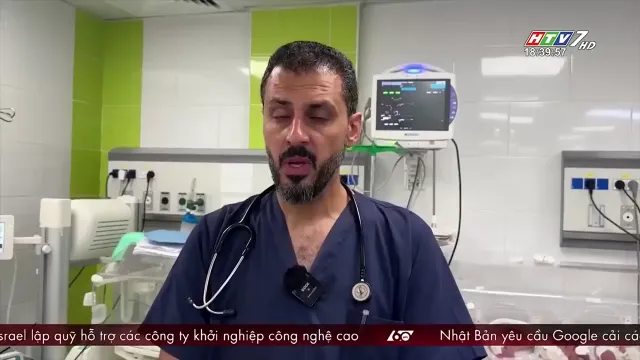 HTV7 HD
18:39:57
srael lập quỹ hỗ trợ các công ty khởi nghiệp công nghệ cao 60 Nhật Bản yêu cầu Google cải cá